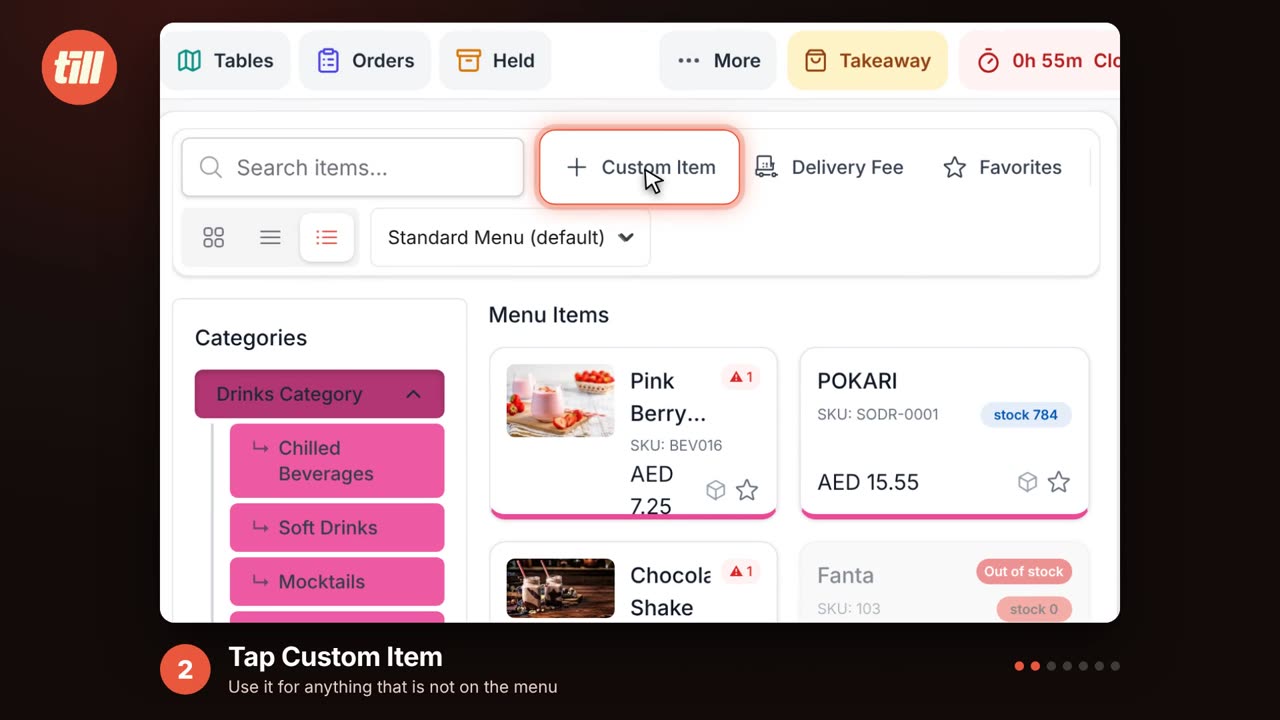 till
Tables
Orders
Held
More
Takeaway
0h 55m Clo
Search items...
Custom Item
Delivery Fee
Favorites
Standard Menu (default)
Categories
Drinks Category
Chilled
Beverages
Soft Drinks
Mocktails
Menu Items
Pink
Berry...
1
SKU: BEV016
AED
7.25
POKARI
SKU: SODR-0001
stock 784
AED 15.55
Chocola
Shake
1
Fanta
Out of stock
SKU: 103
stock 0
2
Tap Custom Item
Use it for anything that is not on the menu